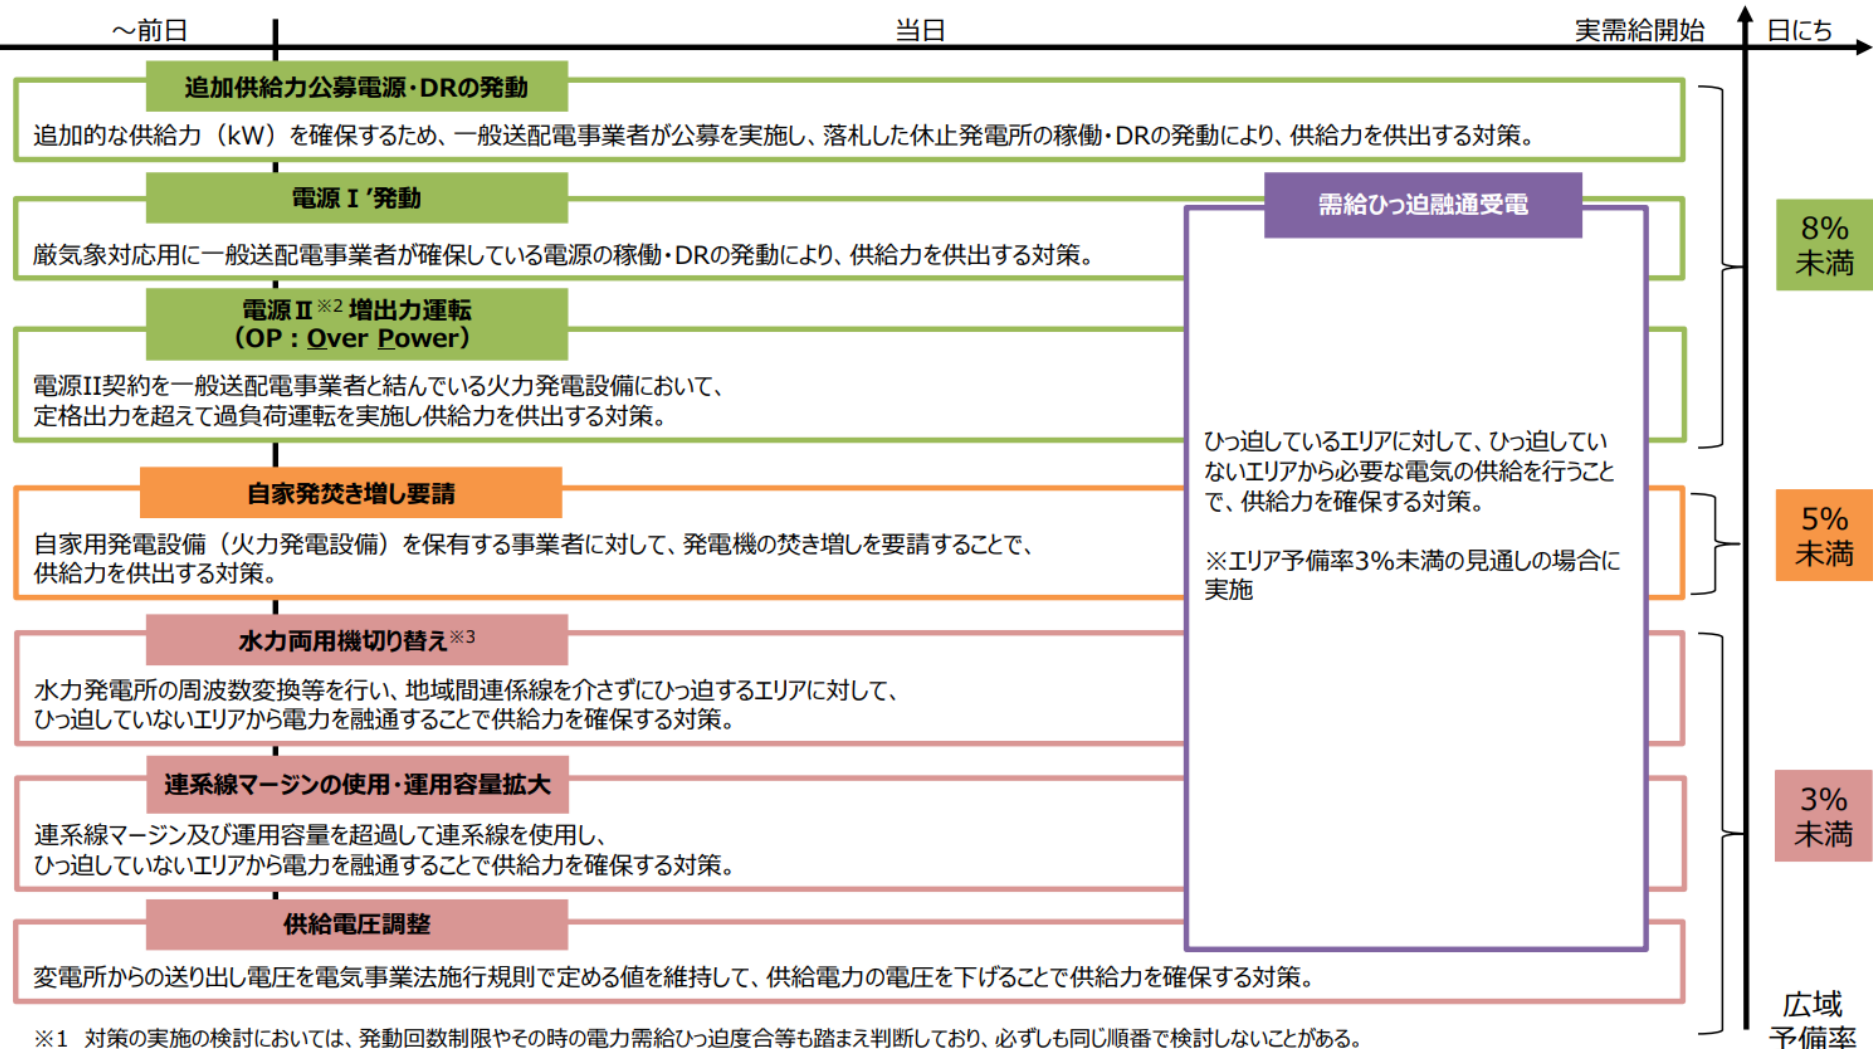 ～前日
当日
実需給開始
日にち
追加供給力公募電源・DRの発動
追加的な供給力（kW）を確保するため、一般送配電事業者が公募を実施し、落札した休止発電所の稼働・DRの発動により、供給力を供出する対策。
電源Ⅰ’発動
厳気象対応用に一般送配電事業者が確保している電源の稼働・DRの発動により、供給力を供出する対策。
電源Ⅱ※2 増出力運転
（OP：Over Power）
電源II契約を一般送配電事業者と結んでいる火力発電設備において、
定格出力を超えて過負荷運転を実施し供給力を供出する対策。
8%
未満
需給ひっ迫融通受電
ひっ迫しているエリアに対して、ひっ迫してい
ないエリアから必要な電気の供給を行うこと
で、供給力を確保する対策。
※エリア予備率3%未満の見通しの場合に
実施
自家発焚き増し要請
自家用発電設備（火力発電設備）を保有する事業者に対して、発電機の焚き増しを要請することで、
供給力を供出する対策。
5%
未満
水力両用機切り替え※3
水力発電所の周波数変換等を行い、地域間連係線を介さずにひっ迫するエリアに対して、
ひっ迫していないエリアから電力を融通することで供給力を確保する対策。
連系線マージンの使用・運用容量拡大
連系線マージン及び運用容量を超過して連系線を使用し、
ひっ迫していないエリアから電力を融通することで供給力を確保する対策。
3%
未満
供給電圧調整
変電所からの送り出し電圧を電気事業法施行規則で定める値を維持して、供給電力の電圧を下げることで供給力を確保する対策。
広域
予備率
※1 対策の実施の検討においては、発動回数制限やその時の電力需給ひっ迫度合等も踏まえ判断しており、必ずしも同じ順番で検討しないことがある。